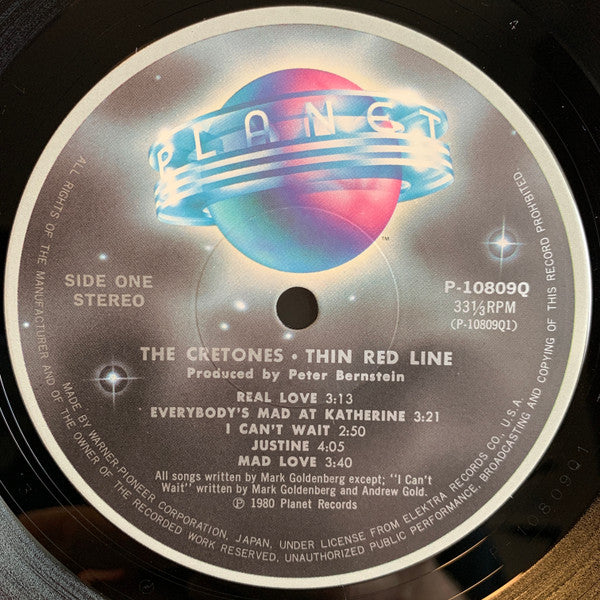 PLANET
TM
SIDE ONE
STEREO
P-10809Q
33⅓RPM
(P-10809Q1)
THE CRETONES • THIN RED LINE
Produced by Peter Bernstein
REAL LOVE 3:13
EVERYBODY'S MAD AT KATHERINE 3:21
I CAN'T WAIT 2:50
JUSTINE 4:05
MAD LOVE 3:40
All songs written by Mark Goldenberg except; "I Can't
Wait" written by Mark Goldenberg and Andrew Gold.
℗ 1980 Planet Records
MADE BY WARNER-PIONEER CORPORATION, JAPAN, UNDER LICENSE FROM ELEKTRA RECORDS CO., U.S.A.
ALL RIGHTS OF THE MANUFACTURER AND OF THE OWNER OF THE RECORDED WORK RESERVED, UNAUTHORIZED PUBLIC PERFORMANCE, BROADCASTING AND COPYING OF THIS RECORD PROHIBITED
P-10809Q1